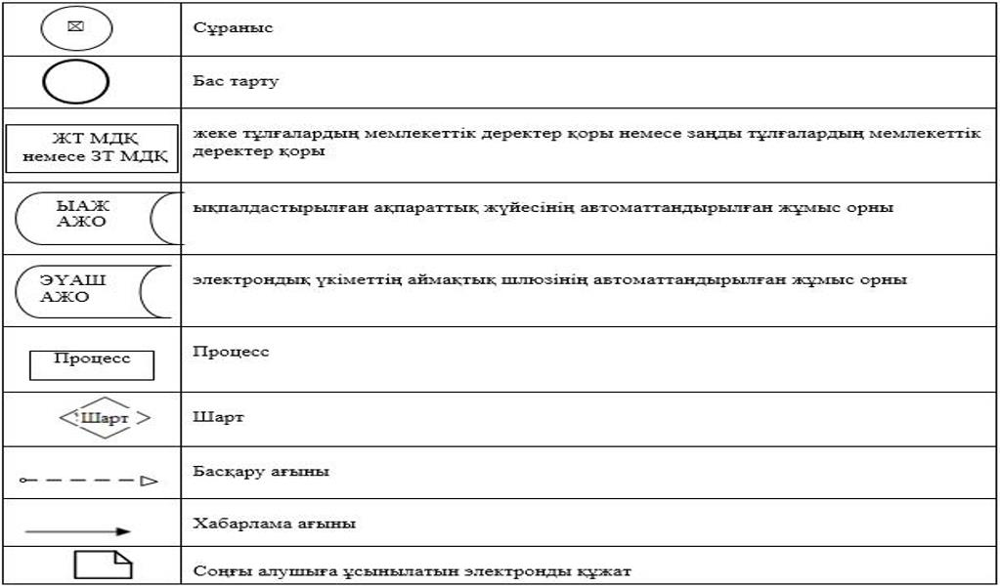 Сұраныс
Бас тарту
ЖТ МДҚ
немесе ЗТ МДҚ
жеке тұлғалардың мемлекеттік деректер қоры немесе заңды тұлғалардың мемлекеттік
деректер қоры
ЫАЖ
АЖО
ықпалдастырылған ақпараттық жүйесінің автоматтандырылған жұмыс орны
ЭҮАШ
АЖО
электрондық үкіметтің аймақтық шлюзінің автоматтандырылған жұмыс орны
Процесс
Процесс
Шарт
Шарт
Басқару ағыны
Хабарлама ағыны
Соңғы алушыға ұсынылатын электронды құжат